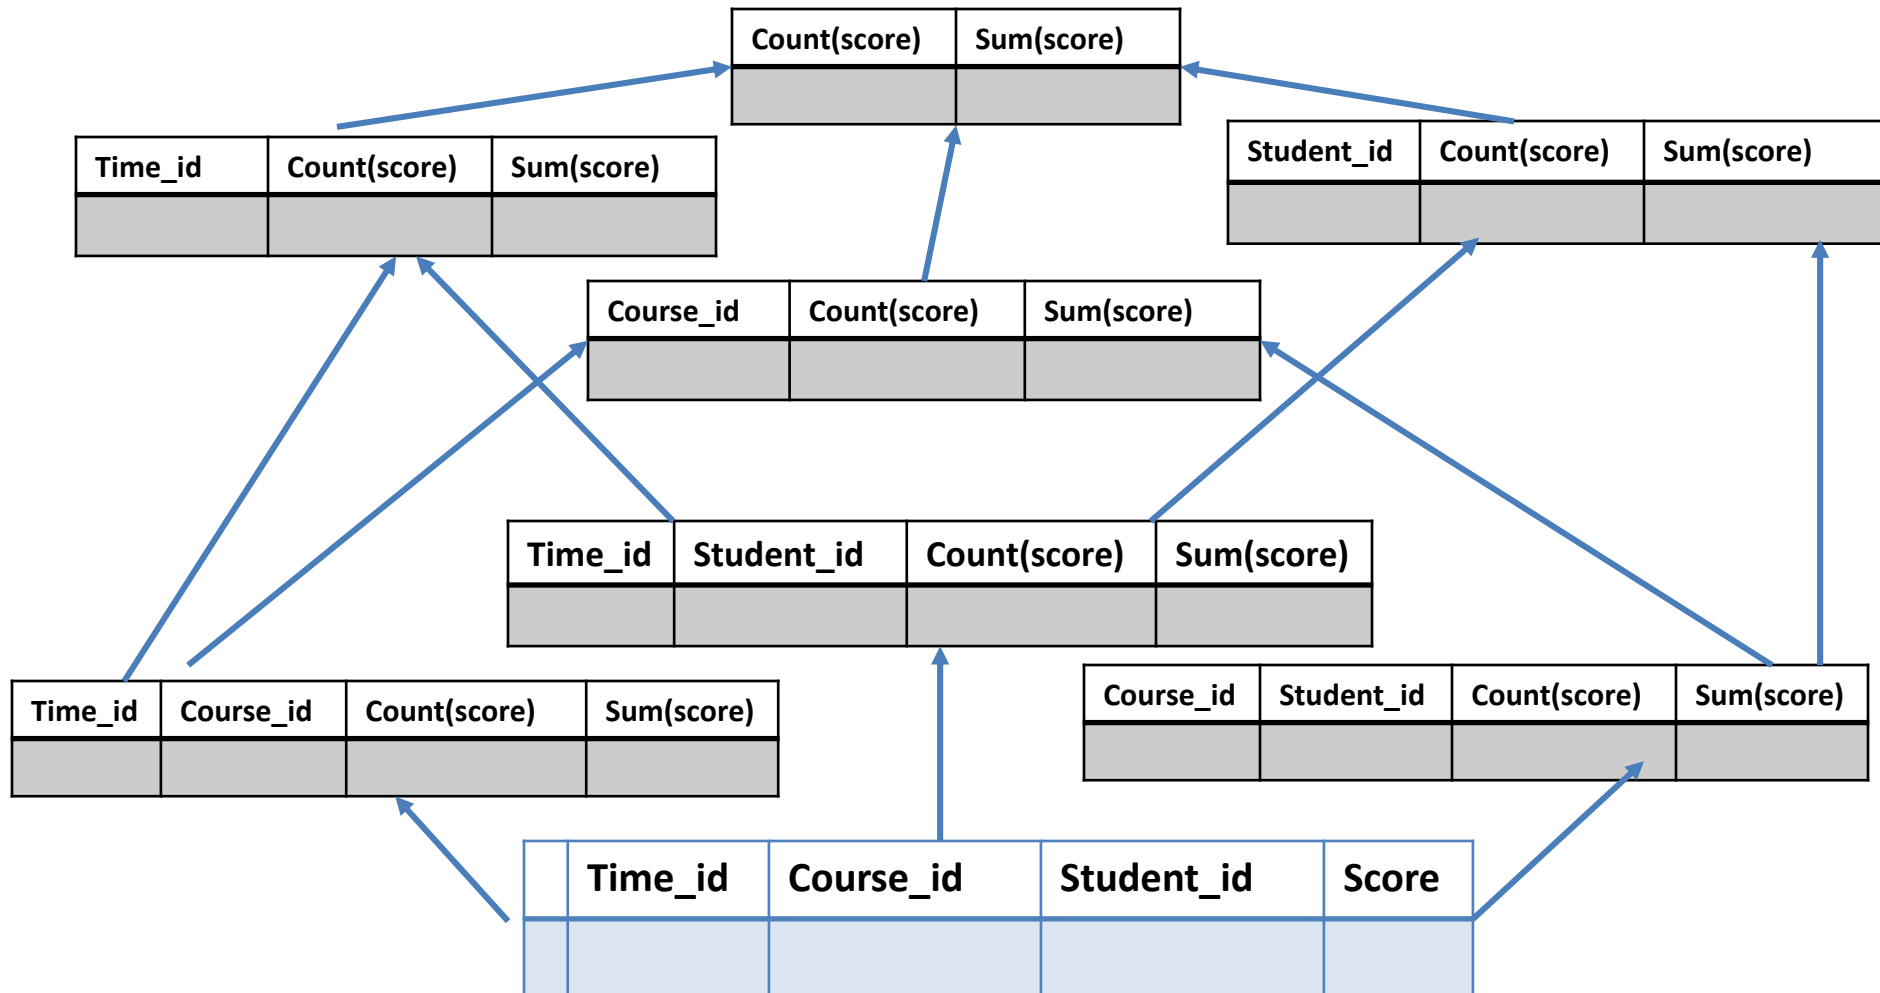 Count(score) Sum(score)
Time_id Count(score) Sum(score)
Student_id Count(score) Sum(score)
Course_id Count(score) Sum(score)
Time_id Student_id Count(score) Sum(score)
Time_id Course_id Count(score) Sum(score)
Course_id Student_id Count(score) Sum(score)
Time_id Course_id Student_id Score